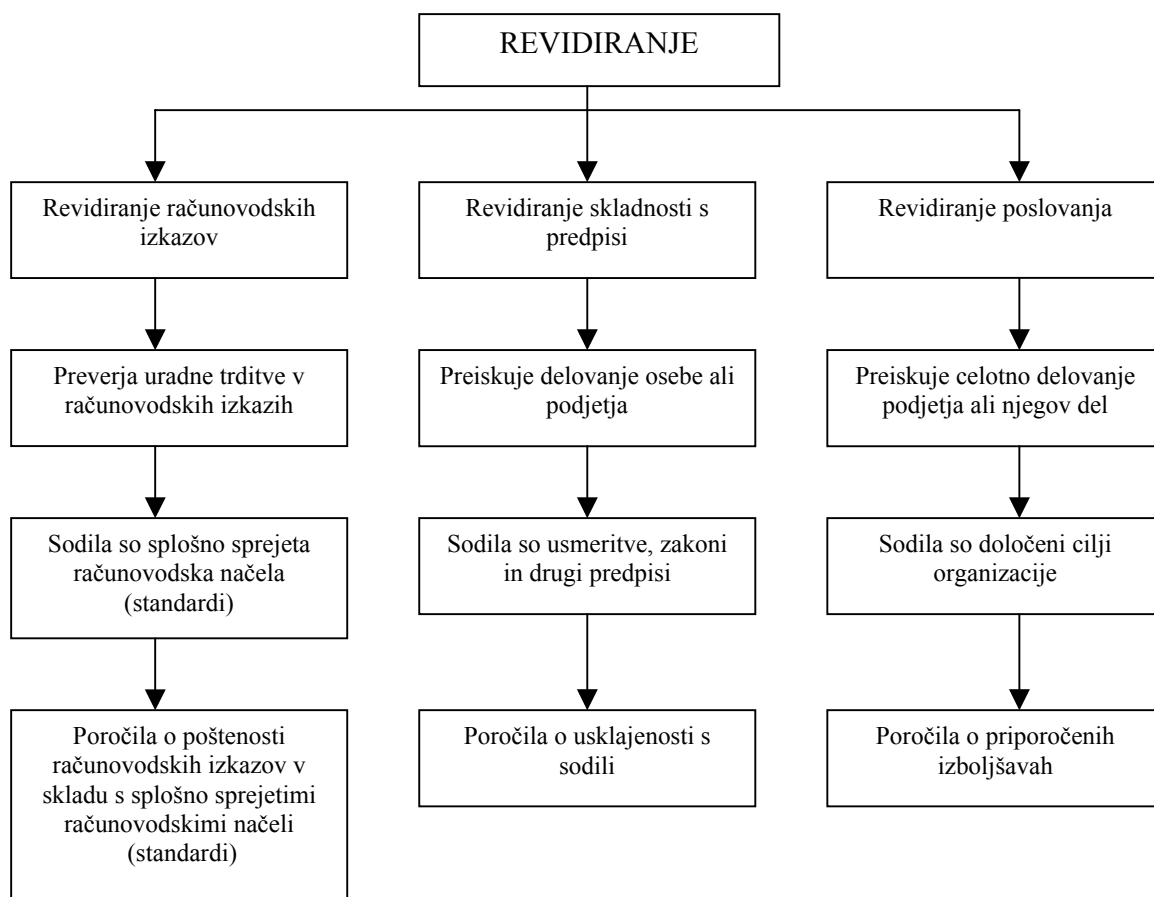 REVIDIRANJE
Revidiranje računovodskih
izkazov
Revidiranje skladnosti s
predpisi
Revidiranje poslovanja
Preverja uradne trditve v
računovodskih izkazih
Preiskuje delovanje osebe ali
podjetja
Preiskuje celotno delovanje
podjetja ali njegov del
Sodila so splošno sprejeta
računovodska načela
(standardi)
Sodila so usmeritve, zakoni
in drugi predpisi
Sodila so določeni cilji
organizacije
Poročila o poštenosti
računovodskih izkazov v
skladu s splošno sprejetimi
računovodskimi načeli
(standardi)
Poročila o usklajenosti s
sodili
Poročila o priporočenih
izboljšavah